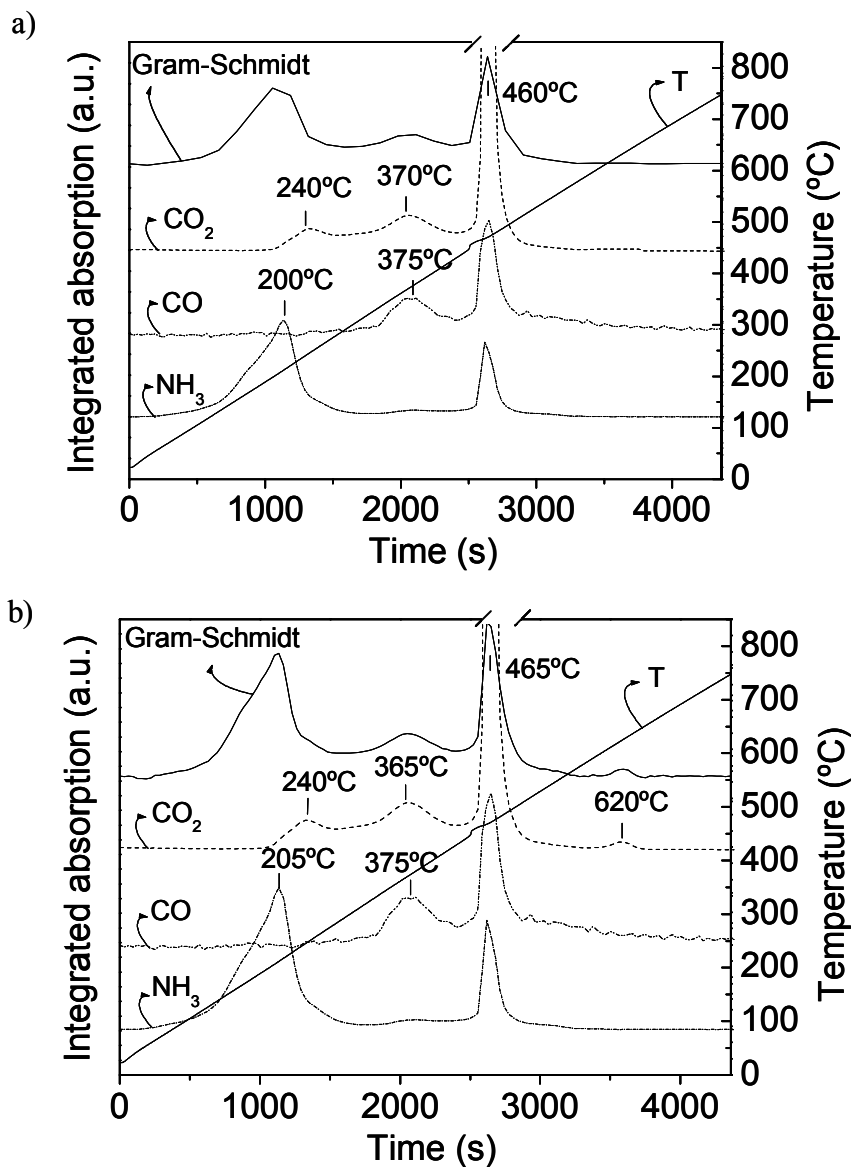 a)
Gram-Schmidt
460ºC
T
240ºC
370ºC
CO2
200ºC
375ºC
CO
NH3
800
700
600
500
400
300
200
100
0
0 1000 2000 3000 4000
Time (s)
Integrated absorption (a.u.)
Temperature (ºC)
b)
Gram-Schmidt
465ºC
T
240ºC
365ºC
620ºC
CO2
205ºC
375ºC
CO
NH3
800
700
600
500
400
300
200
100
0
0 1000 2000 3000 4000
Time (s)
Integrated absorption (a.u.)
Temperature (ºC)